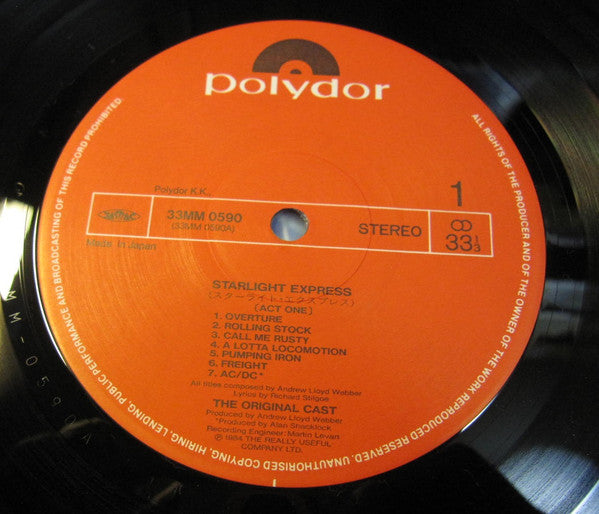 polydor
Polydor K.K.,
33MM 0590
(33MM 0590A)
Made In Japan
STEREO
1
33 1/3
STARLIGHT EXPRESS
(スターライト・エクスプレス)
(ACT ONE)
1. OVERTURE
2. ROLLING STOCK
3. CALL ME RUSTY
4. A LOTTA LOCOMOTION
5. PUMPING IRON
6. FREIGHT
7. AC/DC*
All titles composed by Andrew Lloyd Webber
Lyrics by Richard Stilgoe
THE ORIGINAL CAST
Produced by Andrew Lloyd Webber
*Produced by Alan Shacklock
Recording Engineer: Martin Levan
℗ 1984 THE REALLY USEFUL
COMPANY LTD.
ALL RIGHTS OF THE PRODUCER AND OF THE OWNER OF THE WORK REPRODUCED RESERVED. UNAUTHORISED COPYING, HIRING, LENDING, PUBLIC PERFORMANCE AND BROADCASTING OF THIS RECORD PROHIBITED.